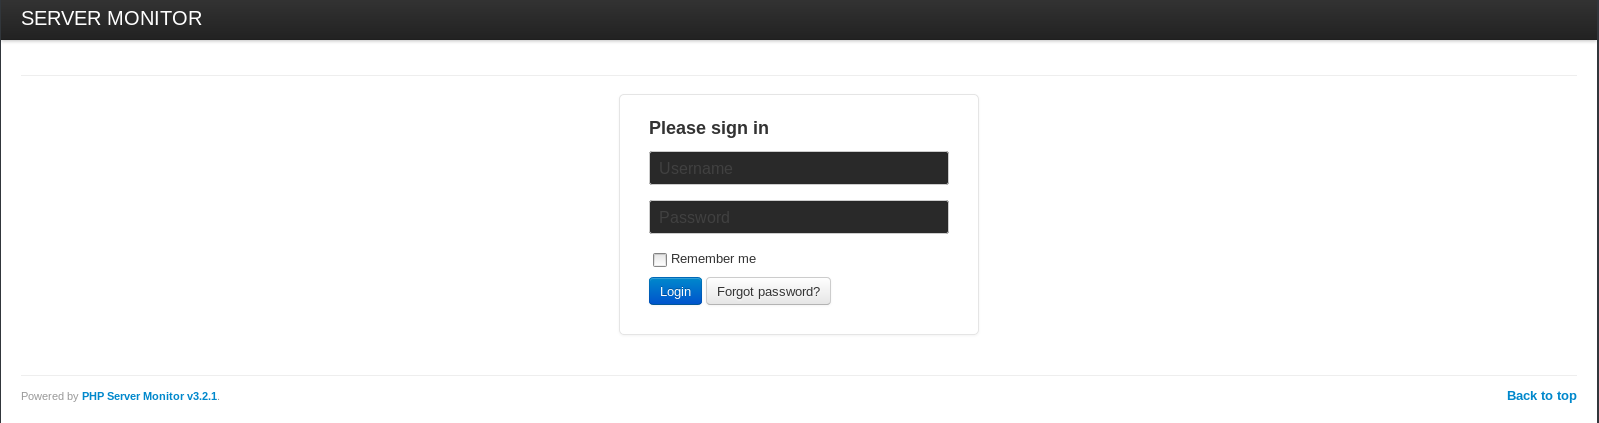 SERVER MONITOR
Please sign in
Username
Password
Remember me
Login Forgot password?
Powered by PHP Server Monitor v3.2.1. Back to top